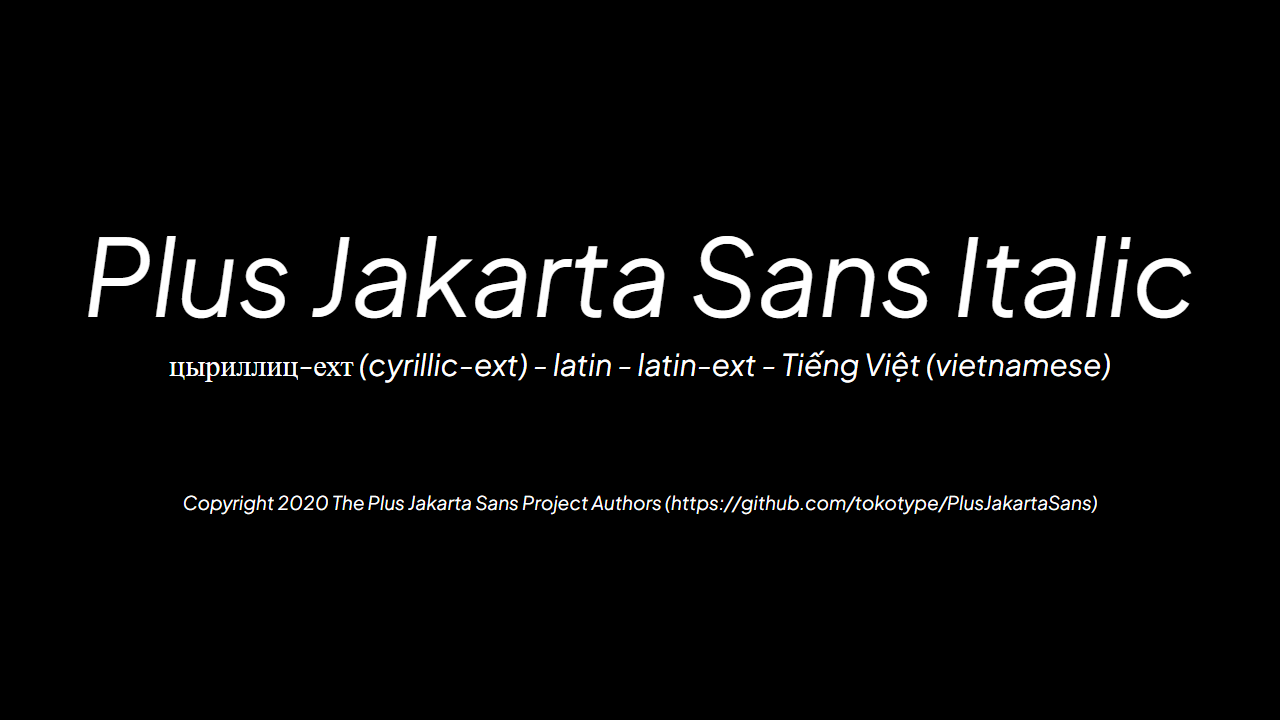 Plus Jakarta Sans Italic
цыриллиц-ехт (cyrillic-ext) - latin - latin-ext - Tiếng Việt (vietnamese)
Copyright 2020 The Plus Jakarta Sans Project Authors (https://github.com/tokotype/PlusJakartaSans)